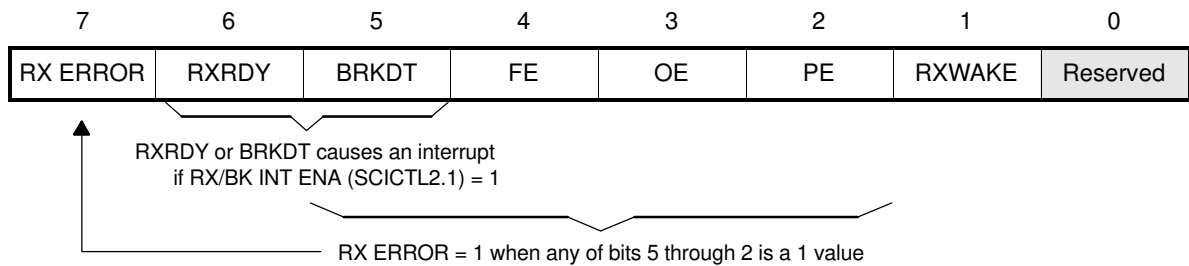 7 6 5 4 3 2 1 0
RX ERROR RXRDY BRKDT FE OE PE RXWAKE Reserved
RXRDY or BRKDT causes an interrupt
if RX/BK INT ENA (SCICTL2.1) = 1
RX ERROR = 1 when any of bits 5 through 2 is a 1 value